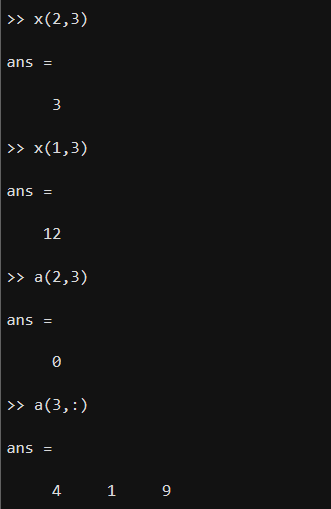 >> x(2,3)
ans =
3
>> x(1,3)
ans =
12
>> a(2,3)
ans =
0
>> a(3,:)
ans =
4 1 9